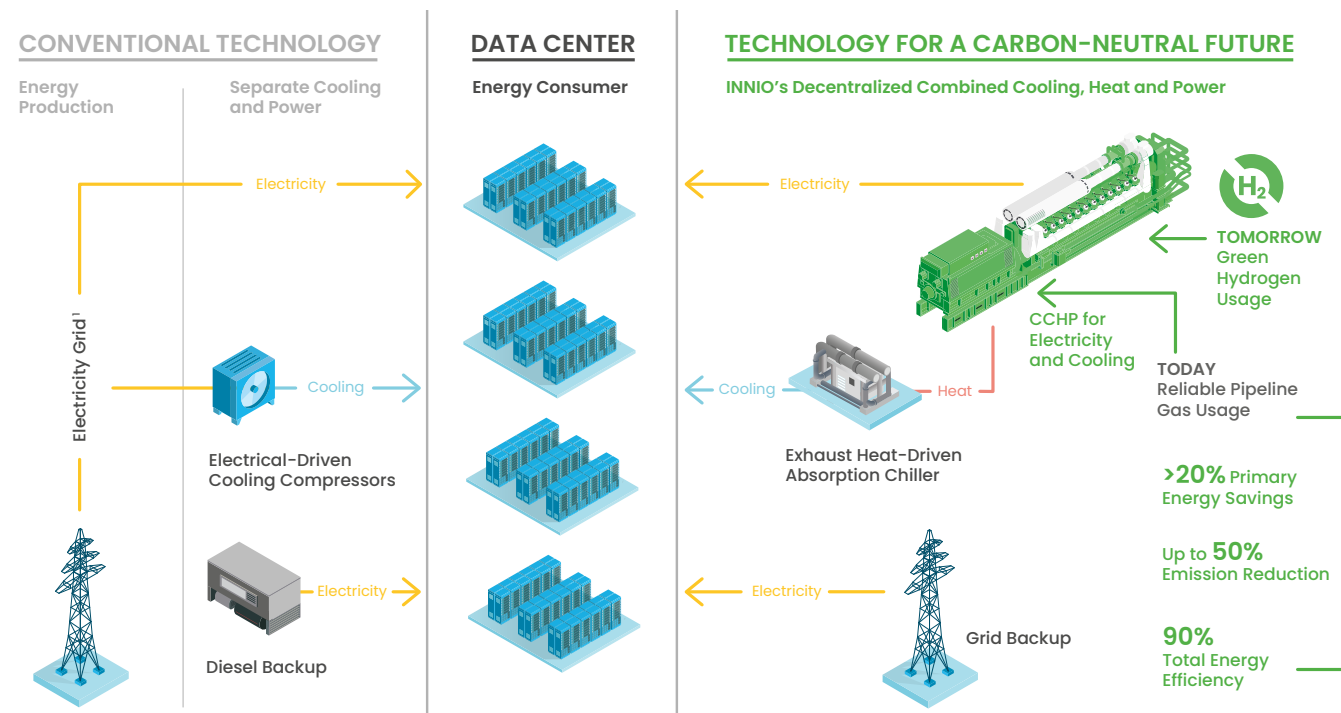 CONVENTIONAL TECHNOLOGY
Energy
Production
Separate Cooling
and Power
Electricity
Electricity Grid¹
Cooling
Electrical-Driven
Cooling Compressors
Electricity
Diesel Backup
DATA CENTER
Energy Consumer
TECHNOLOGY FOR A CARBON-NEUTRAL FUTURE
INNIO’s Decentralized Combined Cooling, Heat and Power
Electricity
H₂
TOMORROW
Green
Hydrogen
Usage
CCHP for
Electricity
and Cooling
TODAY
Reliable Pipeline
Gas Usage
Cooling
Heat
Exhaust Heat-Driven
Absorption Chiller
>20% Primary
Energy Savings
Up to 50%
Emission Reduction
Electricity
Grid Backup
90%
Total Energy
Efficiency